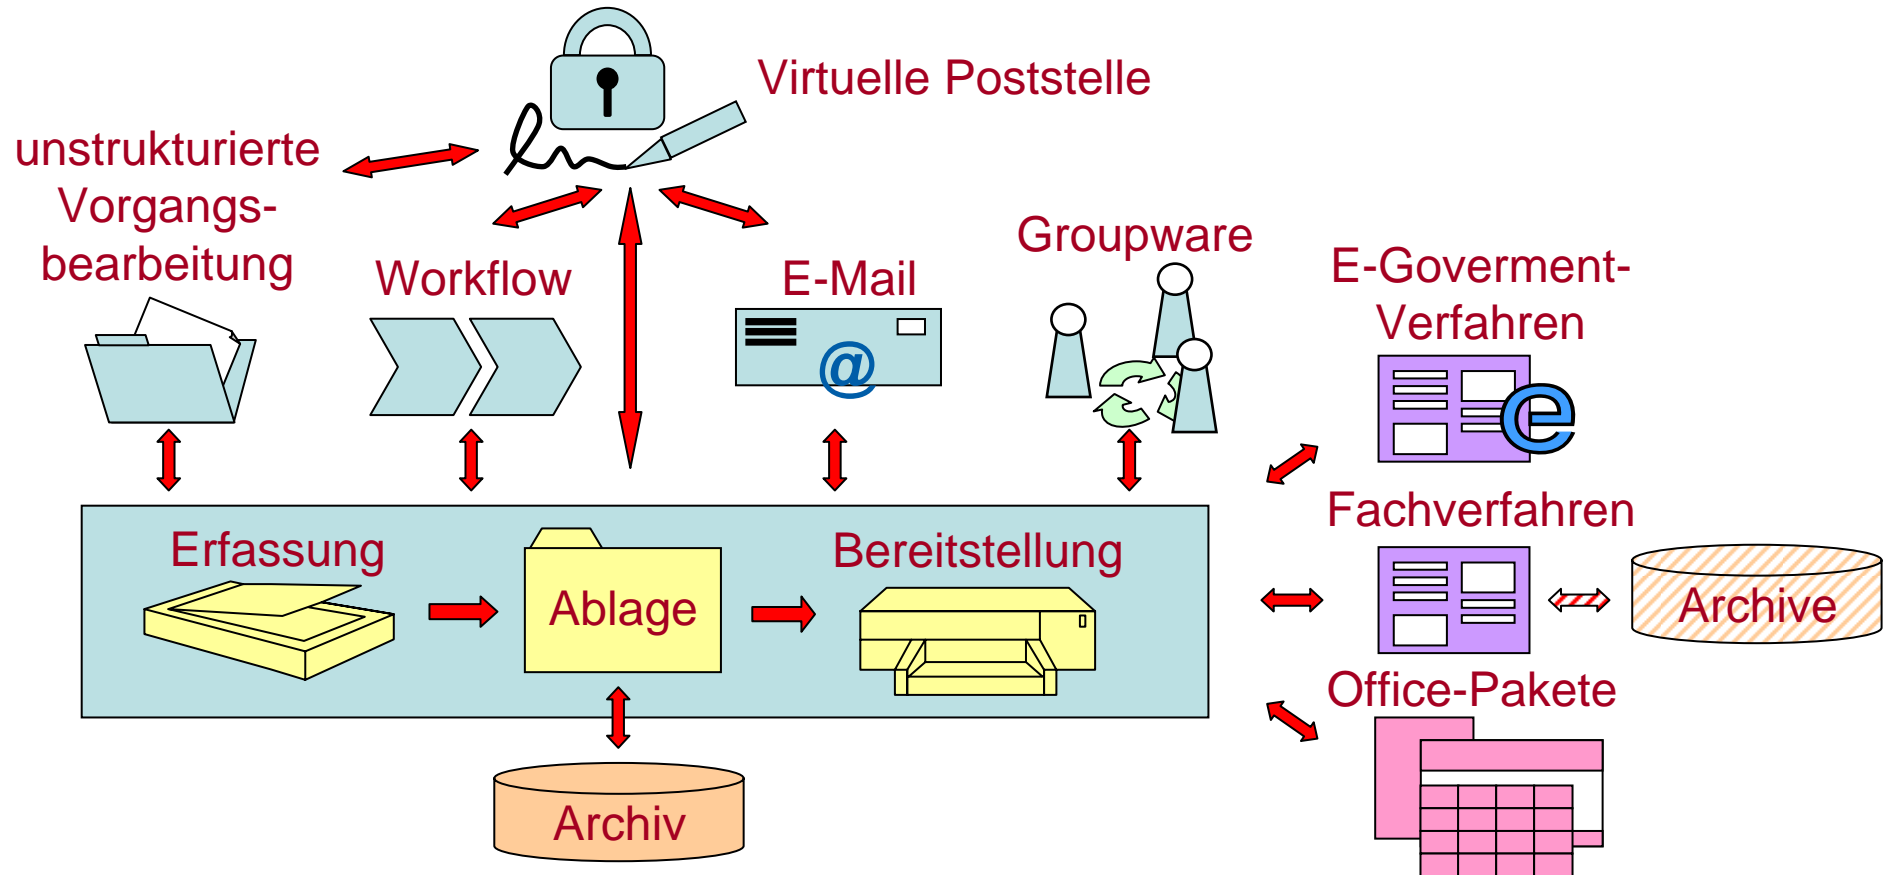 Virtuelle Poststelle
unstrukturierte
Vorgangs-
bearbeitung
Workflow
E-Mail
@
Groupware
E-Goverment-
Verfahren
e
Erfassung
Ablage
Bereitstellung
Fachverfahren
Archive
Office-Pakete
Archiv